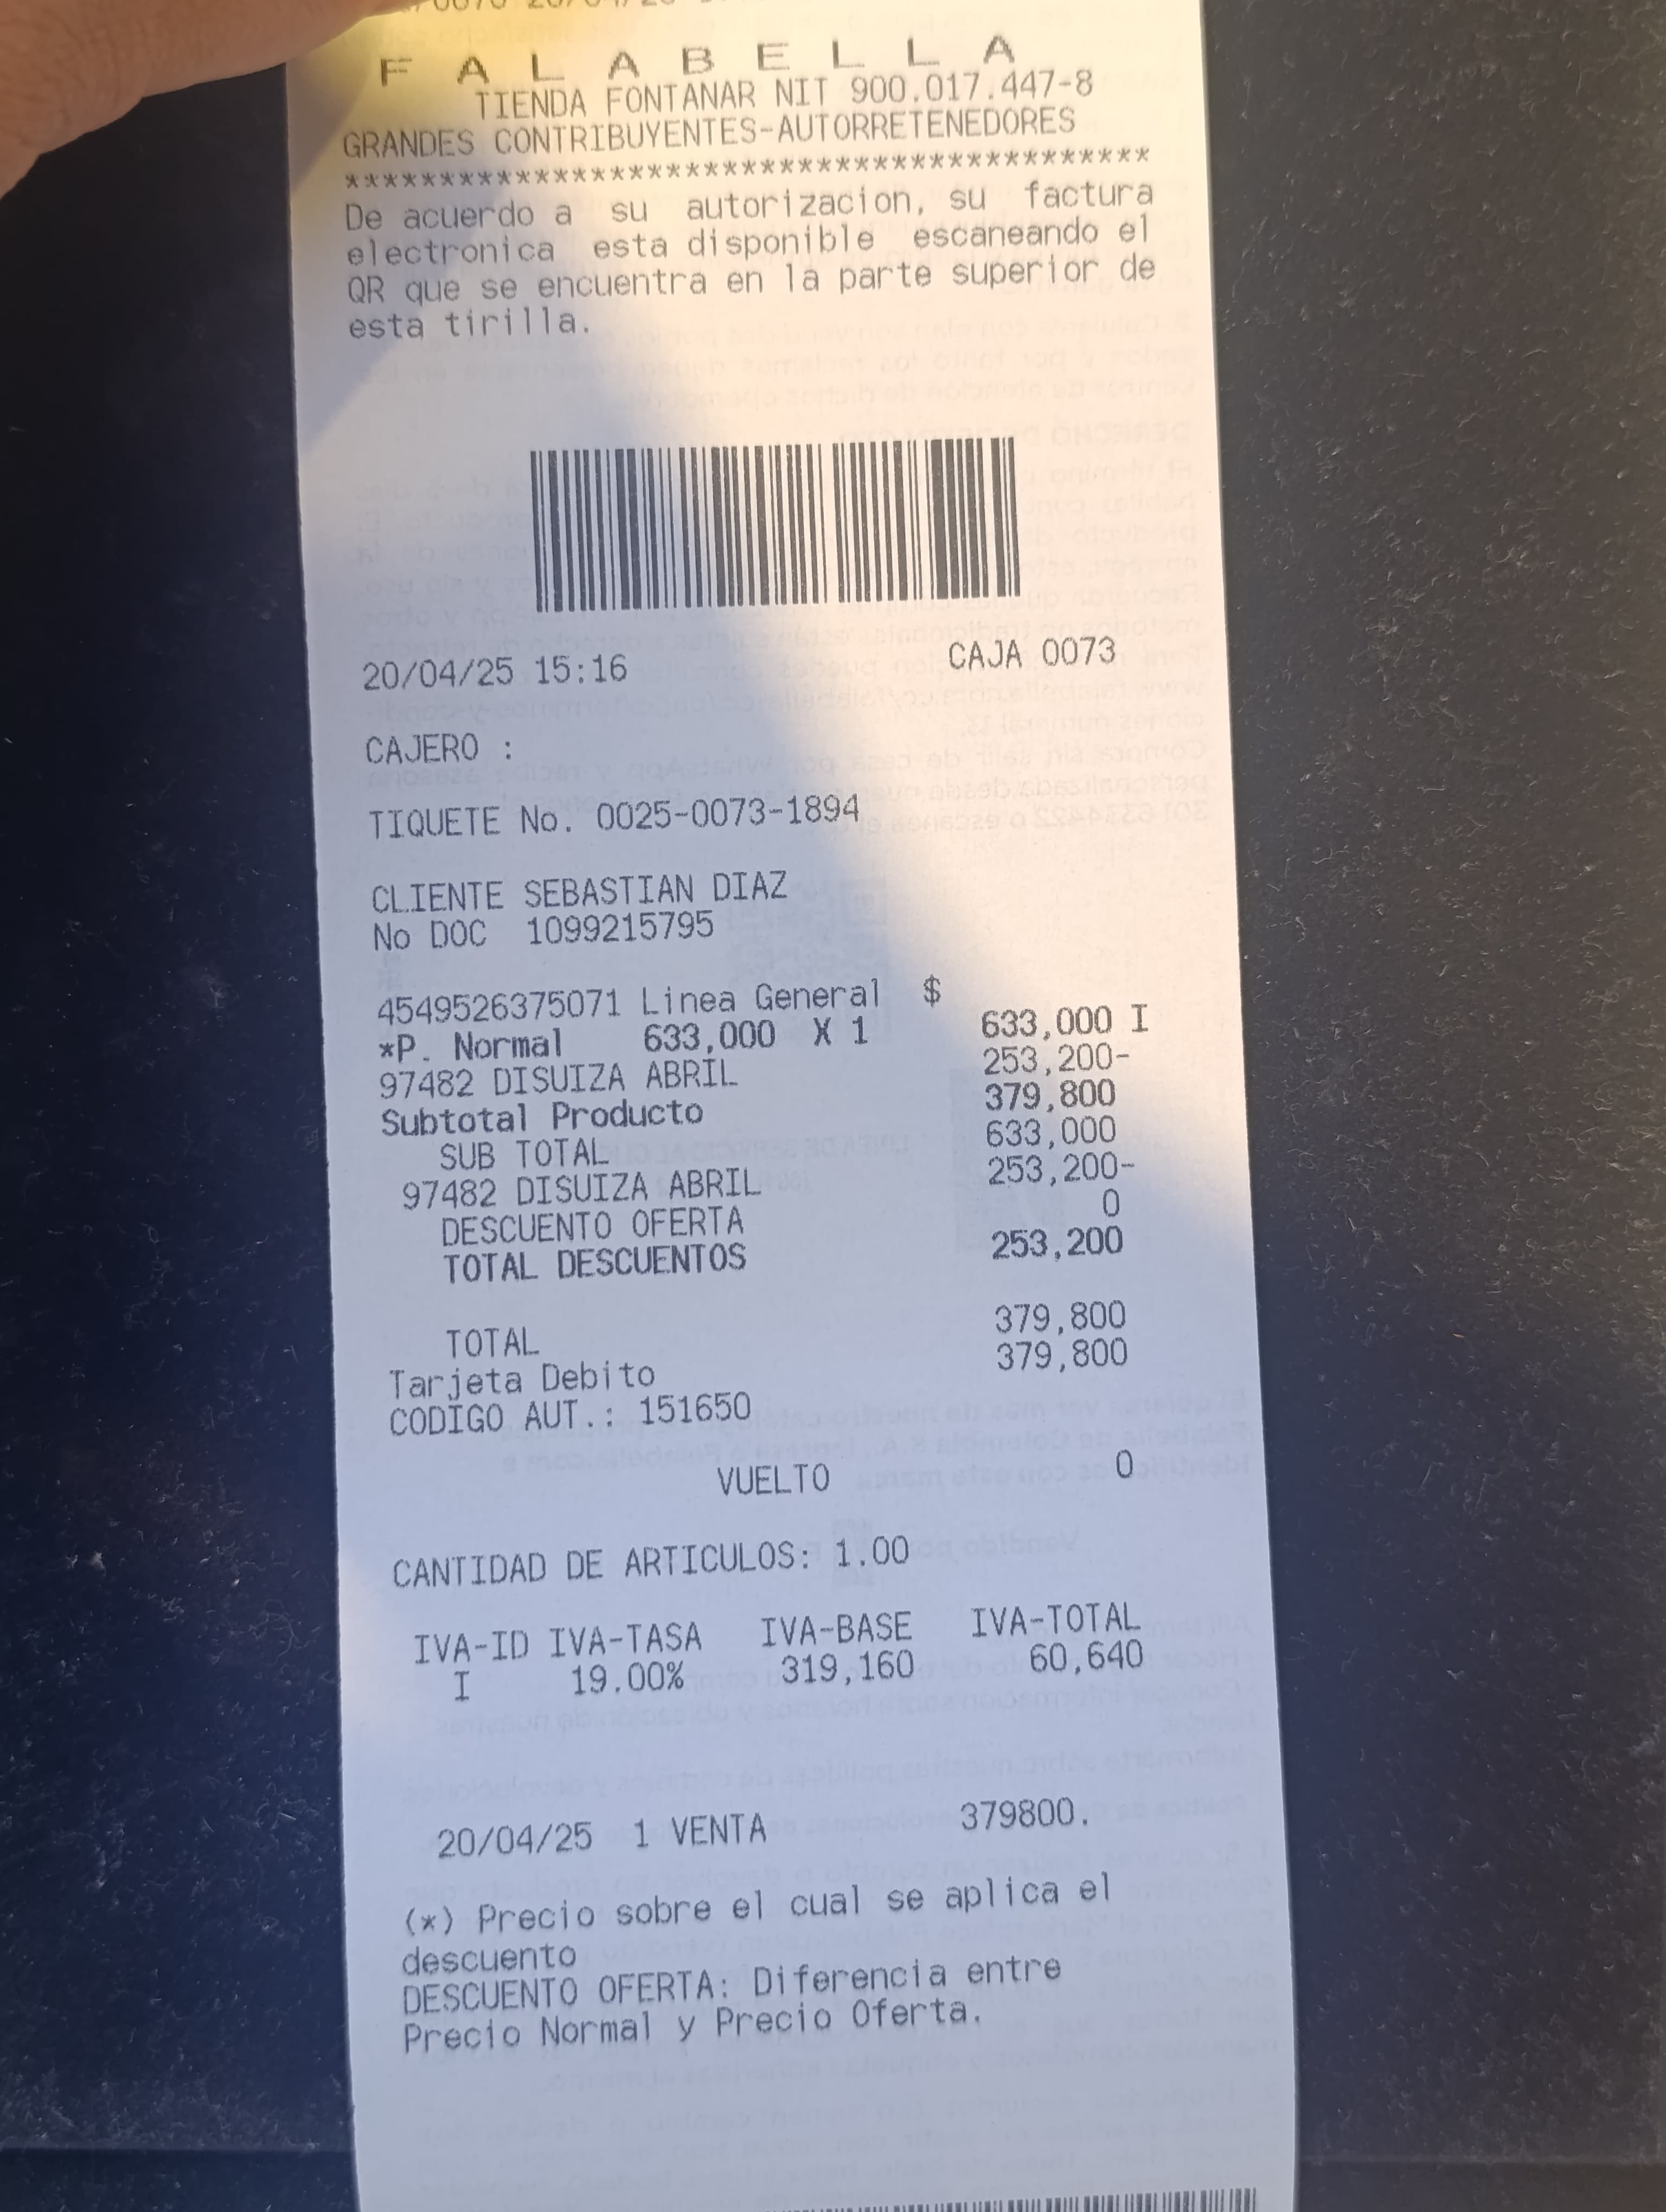 F A L A B E L L A
TIENDA FONTANAR NIT 900.017.447-8
GRANDES CONTRIBUYENTES-AUTORRETENEDORES
*******************************************
De acuerdo a su autorizacion, su factura
electronica esta disponible escaneando el
QR que se encuentra en la parte superior de
esta tirilla.
20/04/25 15:16 CAJA 0073
CAJERO :
TIQUETE No. 0025-0073-1894
CLIENTE SEBASTIAN DIAZ
No DOC 1099215795
4549526375071 Linea General $
*P. Normal 633,000 X 1 633,000 I
97482 DISUIZA ABRIL 253,200-
Subtotal Producto 379,800
SUB TOTAL 633,000
97482 DISUIZA ABRIL 253,200-
DESCUENTO OFERTA 0
TOTAL DESCUENTOS 253,200
TOTAL 379,800
Tarjeta Debito 379,800
CODIGO AUT.: 151650
VUELTO 0
CANTIDAD DE ARTICULOS: 1.00
IVA-ID IVA-TASA IVA-BASE IVA-TOTAL
I 19.00% 319,160 60,640
20/04/25 1 VENTA 379800.
(*) Precio sobre el cual se aplica el
descuento
DESCUENTO OFERTA: Diferencia entre
Precio Normal y Precio Oferta.